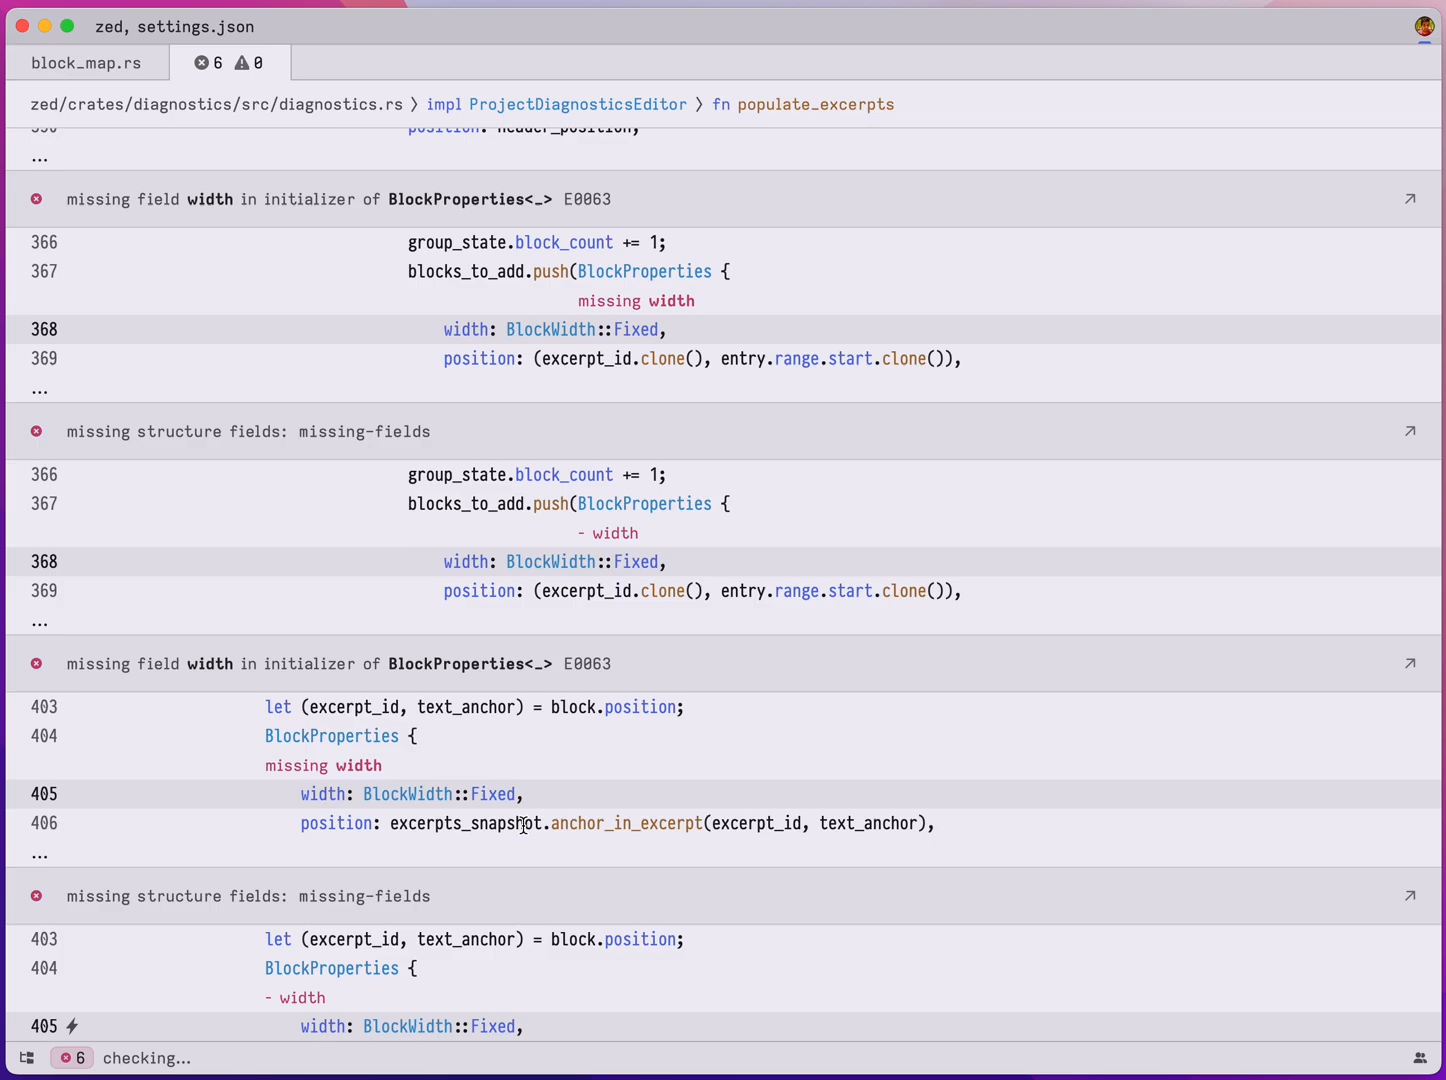 zed, settings.json
block_map.rs
6 0
zed/crates/diagnostics/src/diagnostics.rs 〉 impl ProjectDiagnosticsEditor 〉 fn populate_excerpts
390 position: header_position,
...
missing field width in initializer of BlockProperties<_> E0063
366 group_state.block_count += 1;
367 blocks_to_add.push(BlockProperties {
missing width
368 width: BlockWidth::Fixed,
369 position: (excerpt_id.clone(), entry.range.start.clone()),
...
missing structure fields: missing-fields
366 group_state.block_count += 1;
367 blocks_to_add.push(BlockProperties {
- width
368 width: BlockWidth::Fixed,
369 position: (excerpt_id.clone(), entry.range.start.clone()),
...
missing field width in initializer of BlockProperties<_> E0063
403 let (excerpt_id, text_anchor) = block.position;
404 BlockProperties {
missing width
405 width: BlockWidth::Fixed,
406 position: excerpts_snapshot.anchor_in_excerpt(excerpt_id, text_anchor),
...
missing structure fields: missing-fields
403 let (excerpt_id, text_anchor) = block.position;
404 BlockProperties {
- width
405 width: BlockWidth::Fixed,
6 checking...